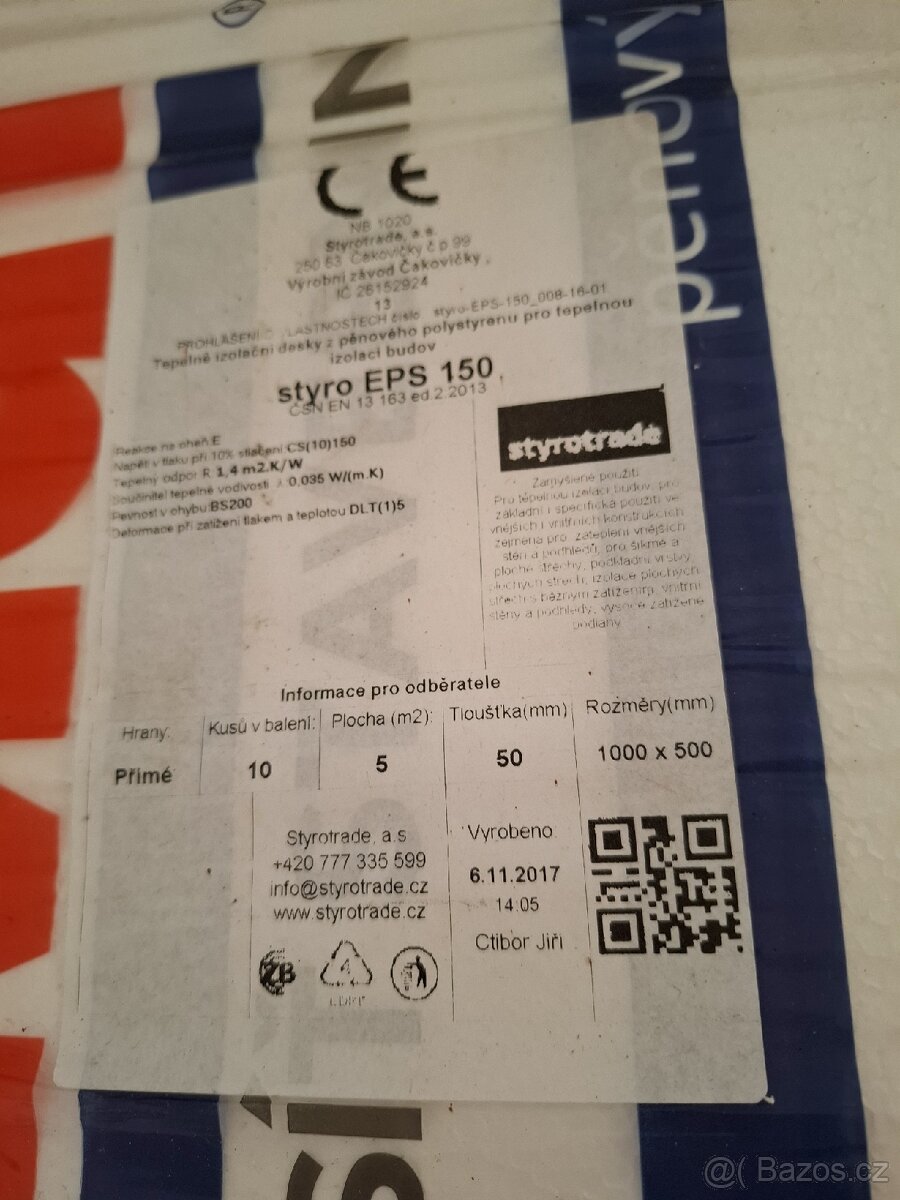 pěnový
CE
NB 1020
Styrotrade, a.s.
250 63 Čakovičky č p 99
Výrobní závod Čakovičky,
IČ 26152924
13
PROHLÁŠENÍ VLASTNOSTECH číslo styro-EPS-150_008-16-01
Tepelně izolační desky z pěnového polystyrenu pro tepelnou
izolaci budov
styro EPS 150
ČSN EN 13 163 ed.2.2013
Reakce na oheň E
Napětí v tlaku při 10% stlačení CS(10)150
Tepelný odpor R 1,4 m2.K/W
Součinitel tepelné vodivosti λ 0,035 W/(m.K)
Pevnost v ohybu BS200
Deformace při zatížení tlakem a teplotou DLT(1)5
styrotrade
Zamýšlené použití:
Pro tepelnou izolaci budov, pro
základní i specifická použití ve
vnějších i vnitřních konstrukcích
zejména pro zateplení vnějších
stěn a podhledů, pro šikmé a
ploché střechy, podkladní vrstvy
plochých střech, izolace plochých
střech s běžným zatížením, vnitřní
stěny a podhledy, vysoce zatížené
podlahy
Informace pro odběratele
Hrany: Kusů v balení: Plocha (m2): Tloušťka(mm) Rozměry(mm)
Přímé 10 5 50 1000 x 500
Styrotrade, a.s
+420 777 335 599
info@styrotrade.cz
www.styrotrade.cz
Vyrobeno:
6.11.2017
14:05
Ctibor Jiří
ZB
4
LDPE
@( Bazos.cz